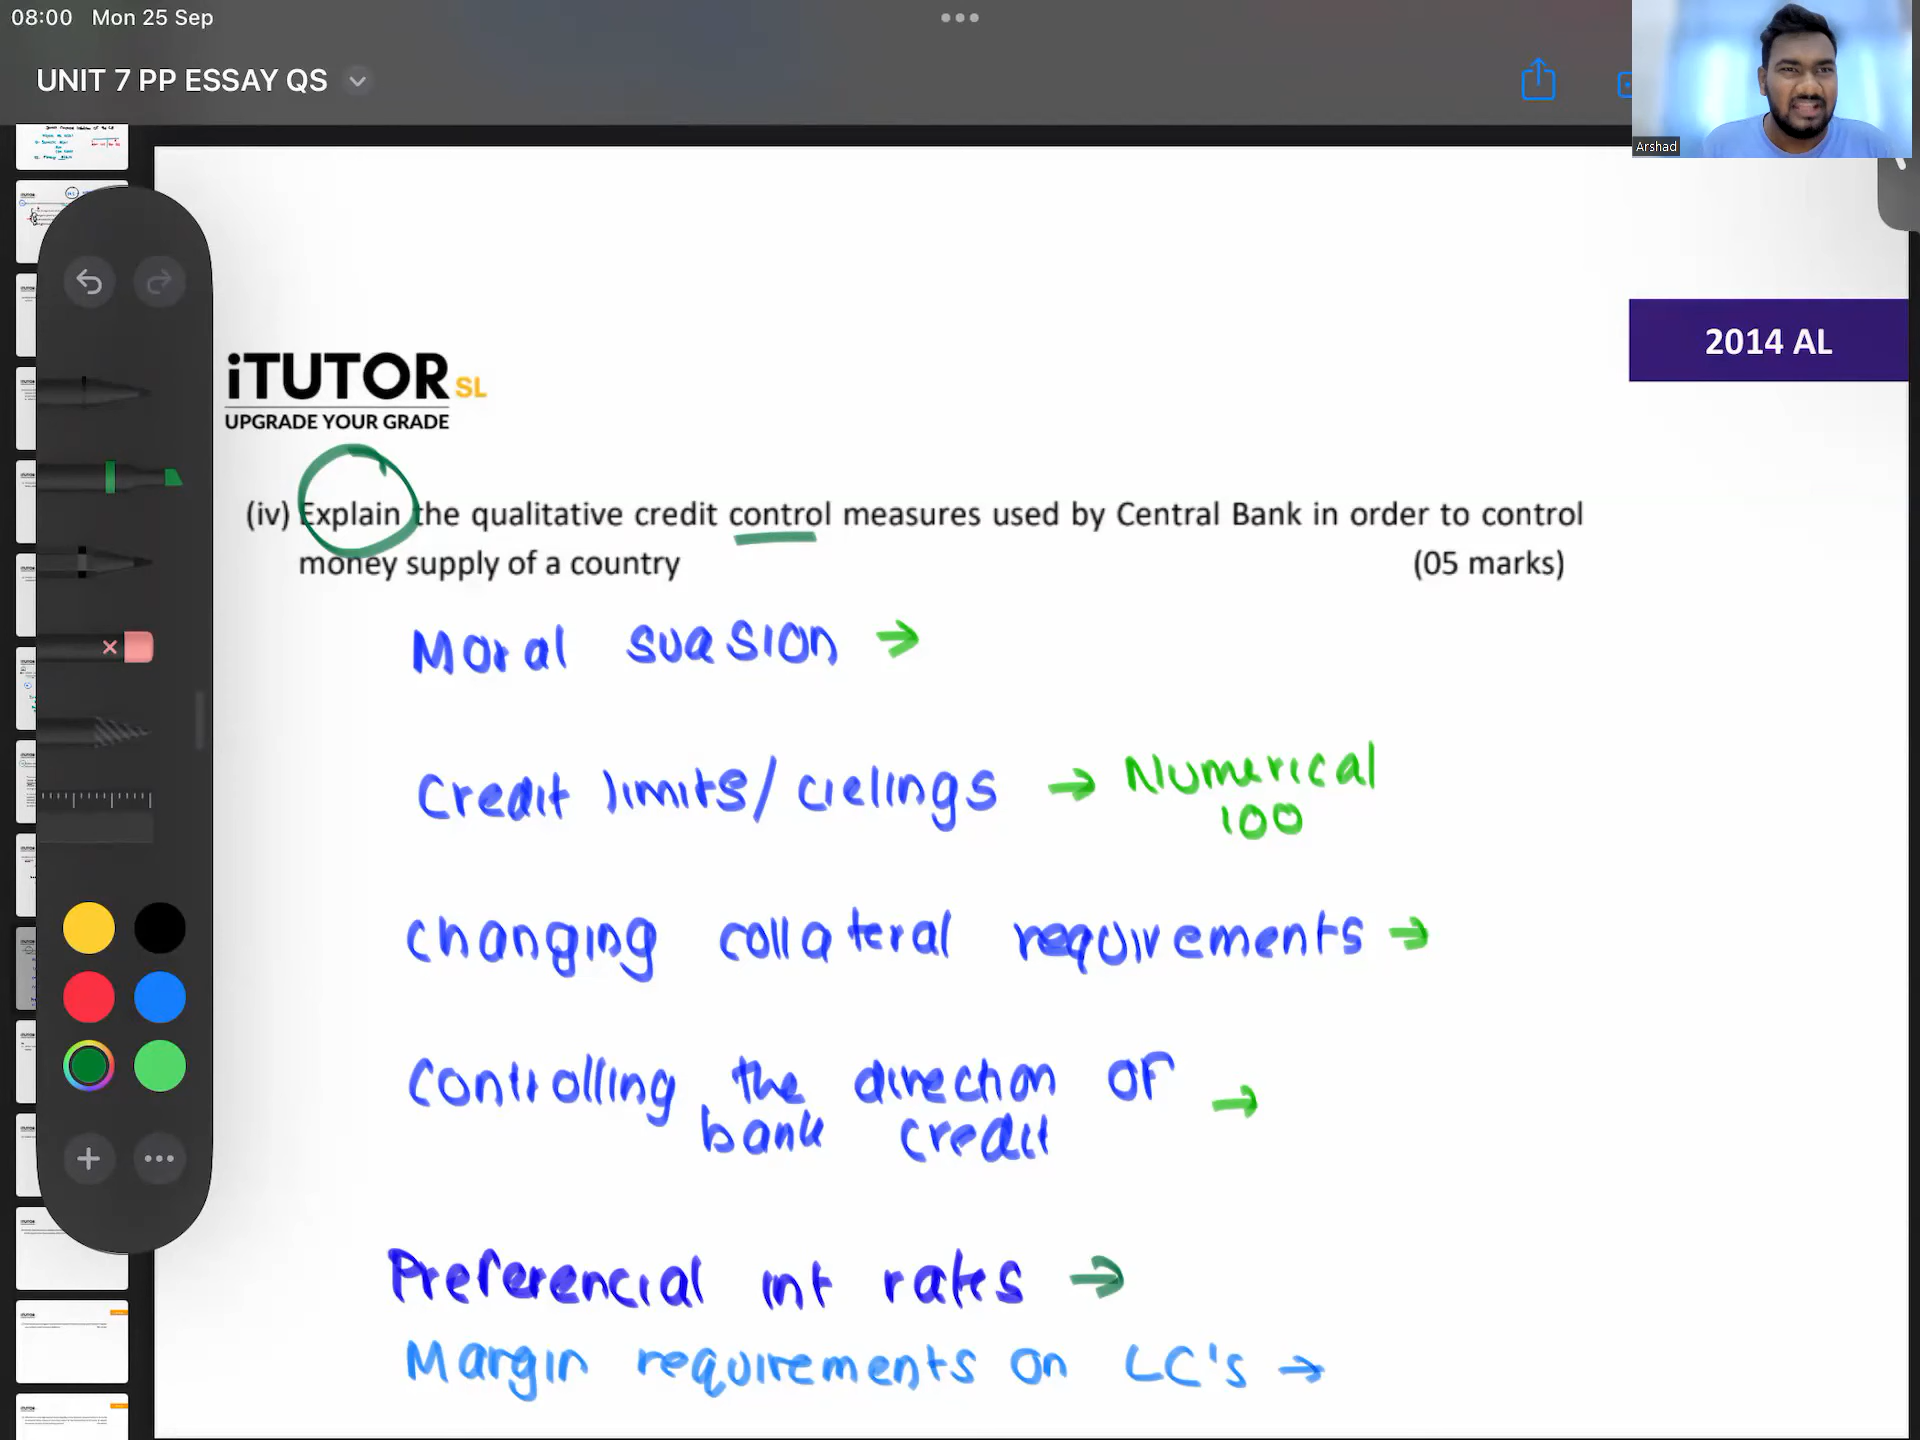 08:00 Mon 25 Sep
UNIT 7 PP ESSAY QS
Arshad
2014 AL
iTUTOR SL
UPGRADE YOUR GRADE
(iv) Explain the qualitative credit control measures used by Central Bank in order to control
money supply of a country (05 marks)
Moral suasion →
Credit limits/cielings → Numerical
100
changing collateral requirements →
Controlling the direction of →
bank credit
Preferencial int rates →
Margin requirements on LC's →